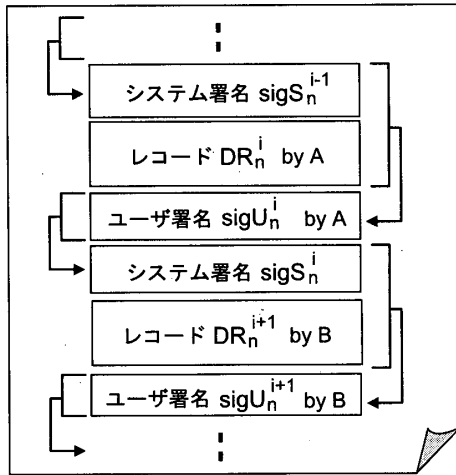 システム署名 sigS_n^{i-1}
レコード DR_n^i by A
ユーザ署名 sigU_n^i by A
システム署名 sigS_n^i
レコード DR_n^{i+1} by B
ユーザ署名 sigU_n^{i+1} by B